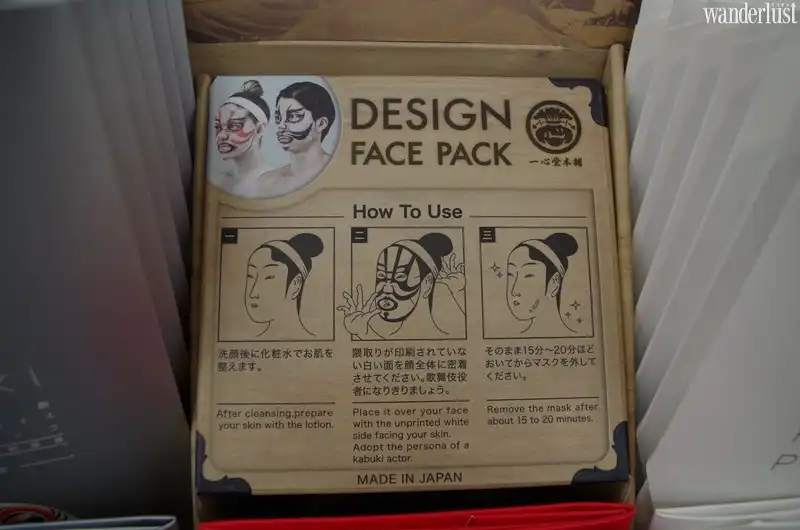 wanderlust
DESIGN
FACE PACK
一心堂本舗
How To Use
一
洗顔後に化粧水でお肌を
整えます。
After cleansing,prepare
your skin with the lotion.
二
隈取りが印刷されていな
い白い面を顔全体に密着
させてください。歌舞伎役
者になりきりましょう。
Place it over your face
with the unprinted white
side facing your skin.
Adopt the persona of a
kabuki actor.
三
そのまま15分〜20分ほど
おいてからマスクを外して
ください。
Remove the mask after
about 15 to 20 minutes.
MADE IN JAPAN